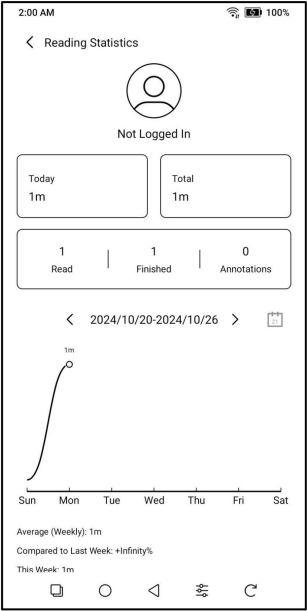 2:00 AM 100%
Reading Statistics
Not Logged In
Today Total
1m 1m
1 1 0
Read Finished Annotations
2024/10/20-2024/10/26
31
1m
Sun Mon Tue Wed Thu Fri Sat
Average (Weekly): 1m
Compared to Last Week: +Infinity%
This Week: 1m